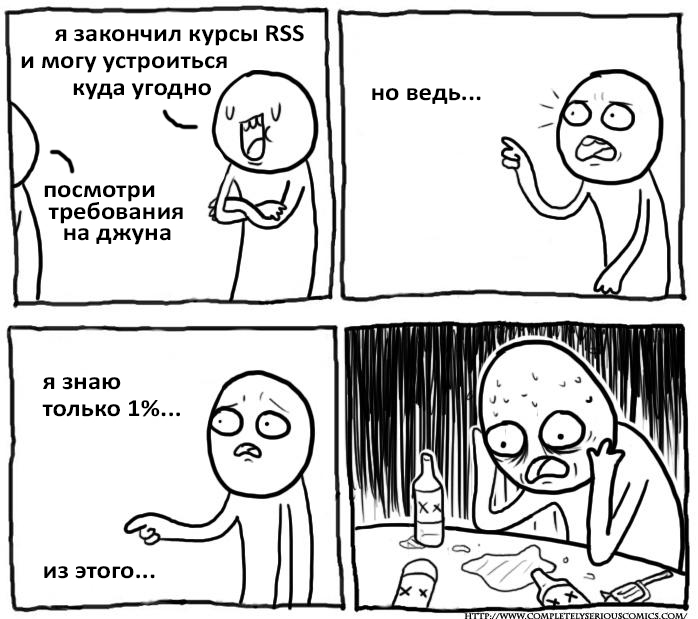 я закончил курсы RSS
и могу устроиться
куда угодно
посмотри
требования
на джуна
но ведь...
я знаю
только 1%...
из этого...
x x
x x
x x
HTTP://WWW.COMPLETELYSERIOUSCOMICS.COM/